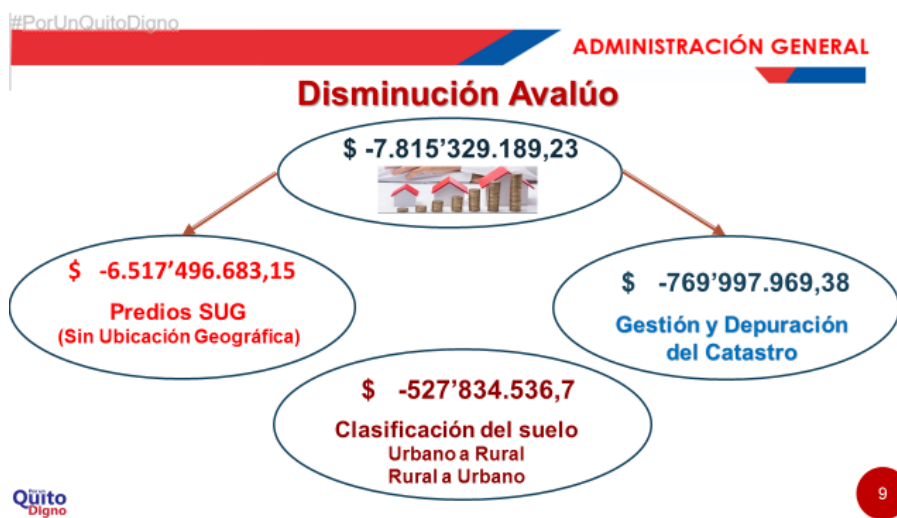 #PorUnQuitoDigno
ADMINISTRACIÓN GENERAL
Disminución Avalúo
$ -7.815’329.189,23
$ -6.517’496.683,15
Predios SUG
(Sin Ubicación Geográfica)
$ -769’997.969,38
Gestión y Depuración
del Catastro
$ -527’834.536,7
Clasificación del suelo
Urbano a Rural
Rural a Urbano
Por un
Quito
Digno
9